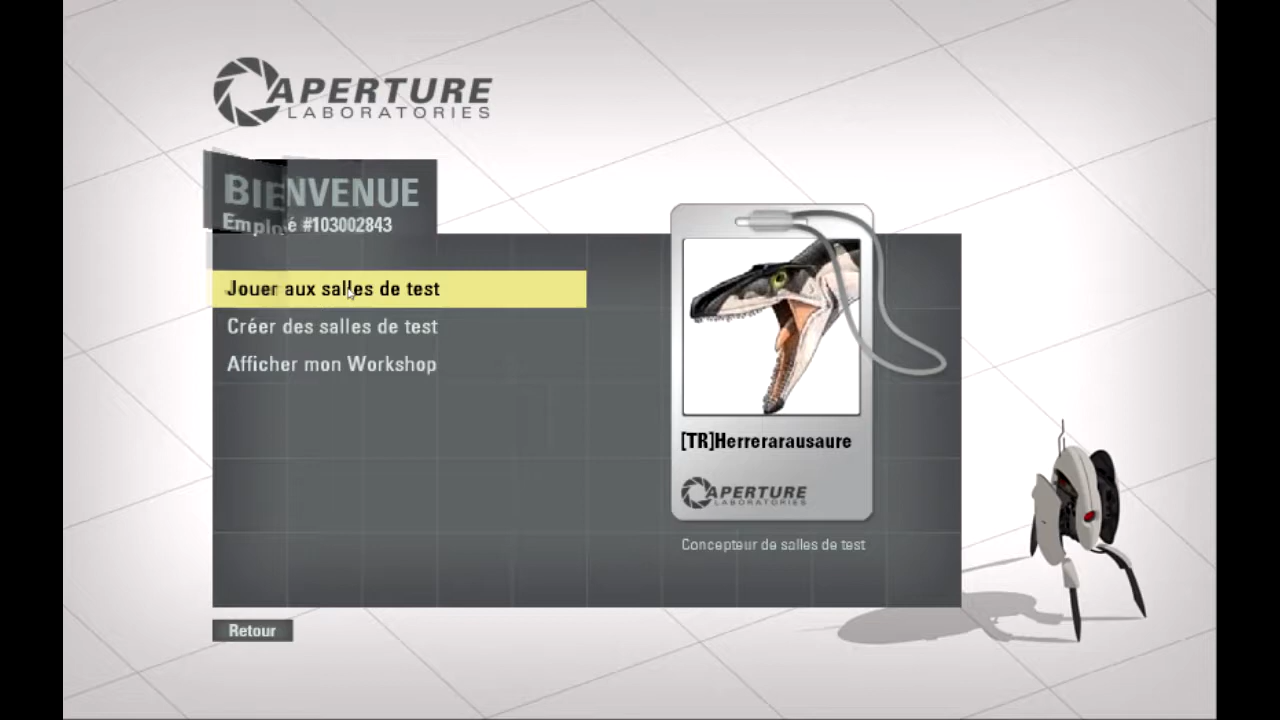 APERTURE
LABORATORIES
BIENVENUE
Employé #103002843
Jouer aux salles de test
Créer des salles de test
Afficher mon Workshop
[TR]Herrerarausaure
APERTURE
LABORATORIES
Concepteur de salles de test
Retour